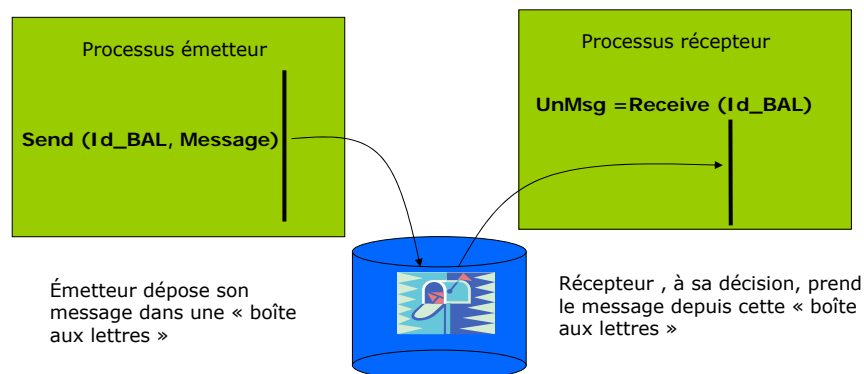 Processus émetteur
Send (Id_BAL, Message)
Processus récepteur
UnMsg =Receive (Id_BAL)
Émetteur dépose son
message dans une « boîte
aux lettres »
Récepteur , à sa décision, prend
le message depuis cette « boîte
aux lettres »